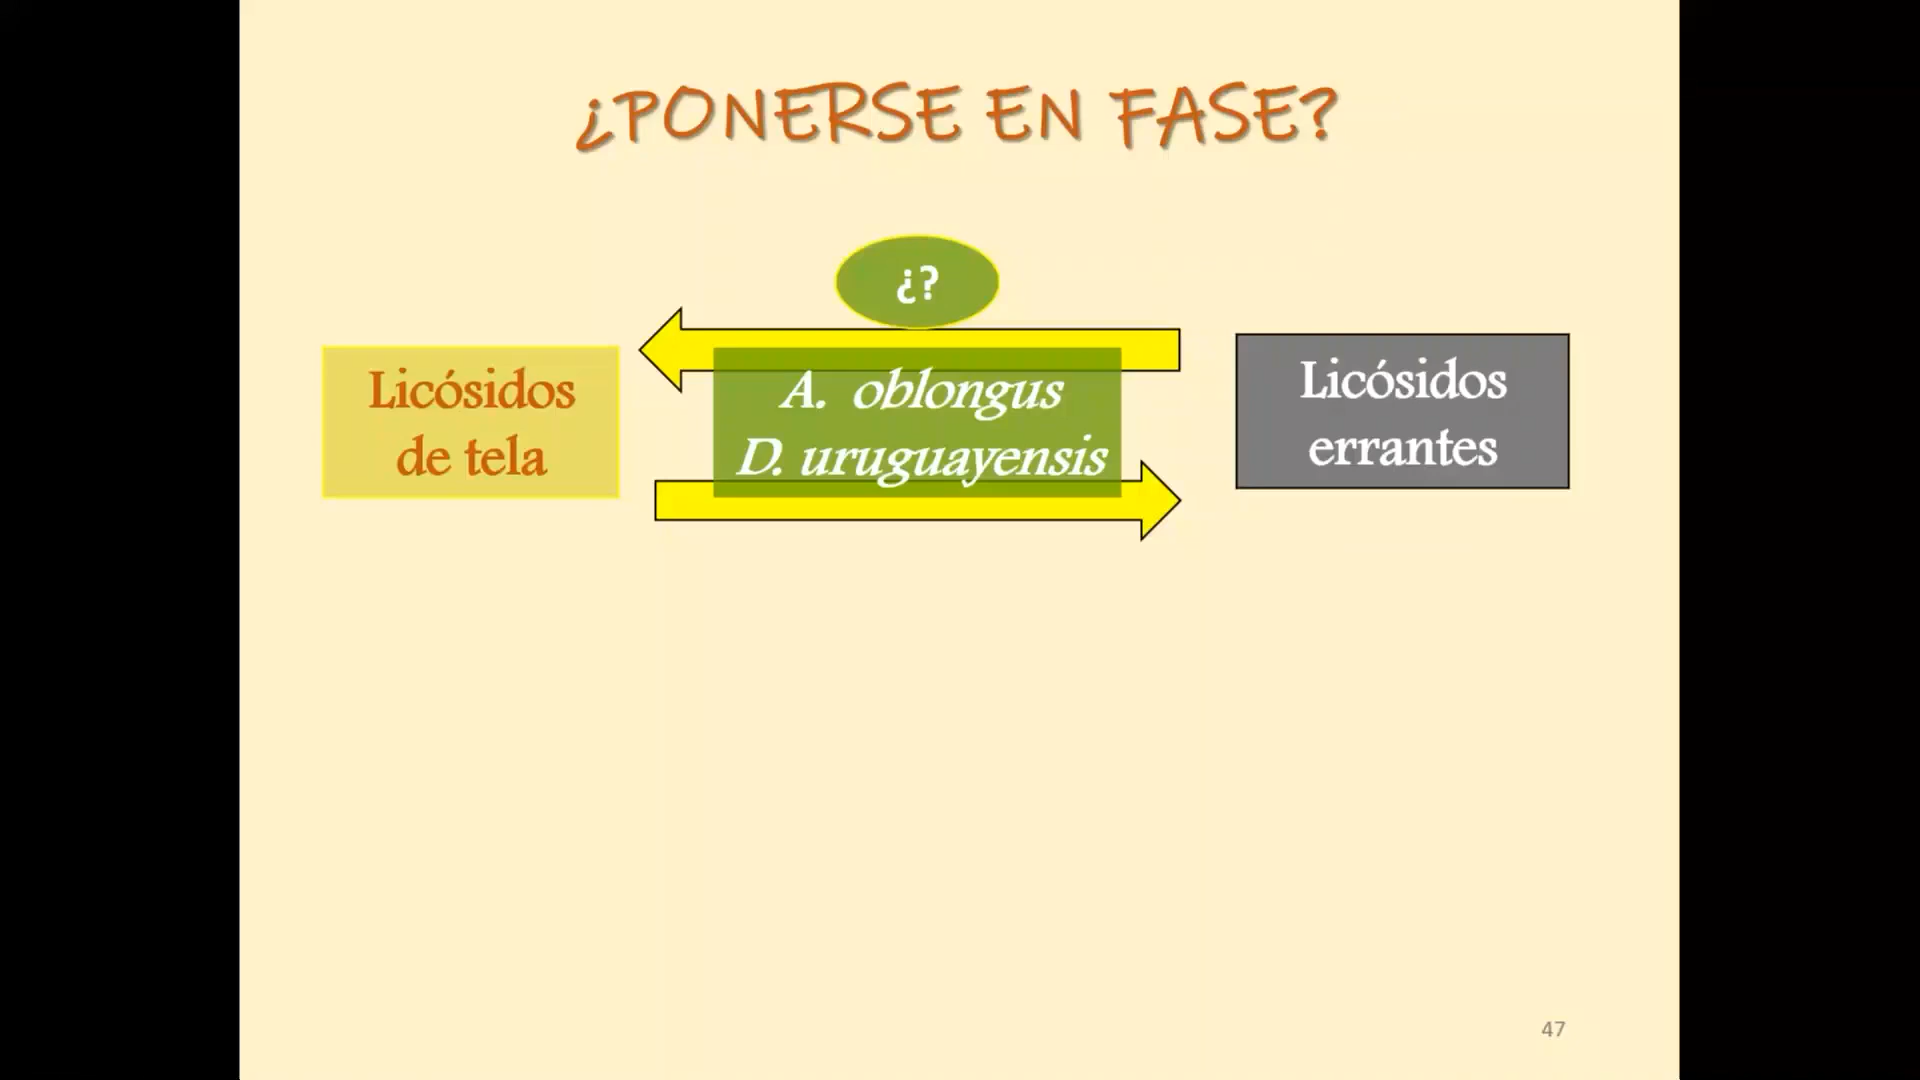 ¿PONERSE EN FASE?
¿?
Licósidos
de tela
A. oblongus
D. uruguayensis
Licósidos
errantes
47